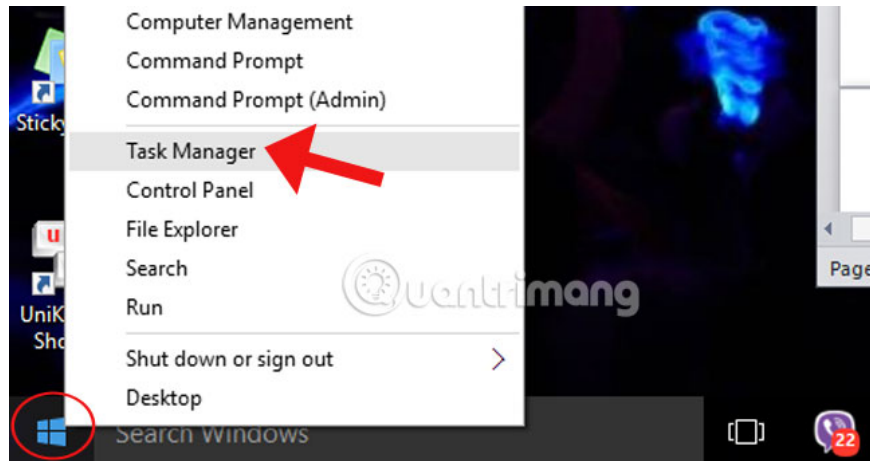 Computer Management
Command Prompt
Command Prompt (Admin)
Task Manager
Control Panel
File Explorer
Search
Run
Shut down or sign out
Desktop
Search Windows
Sticky
u
UniK
Sho
Quantrimang
Page
22